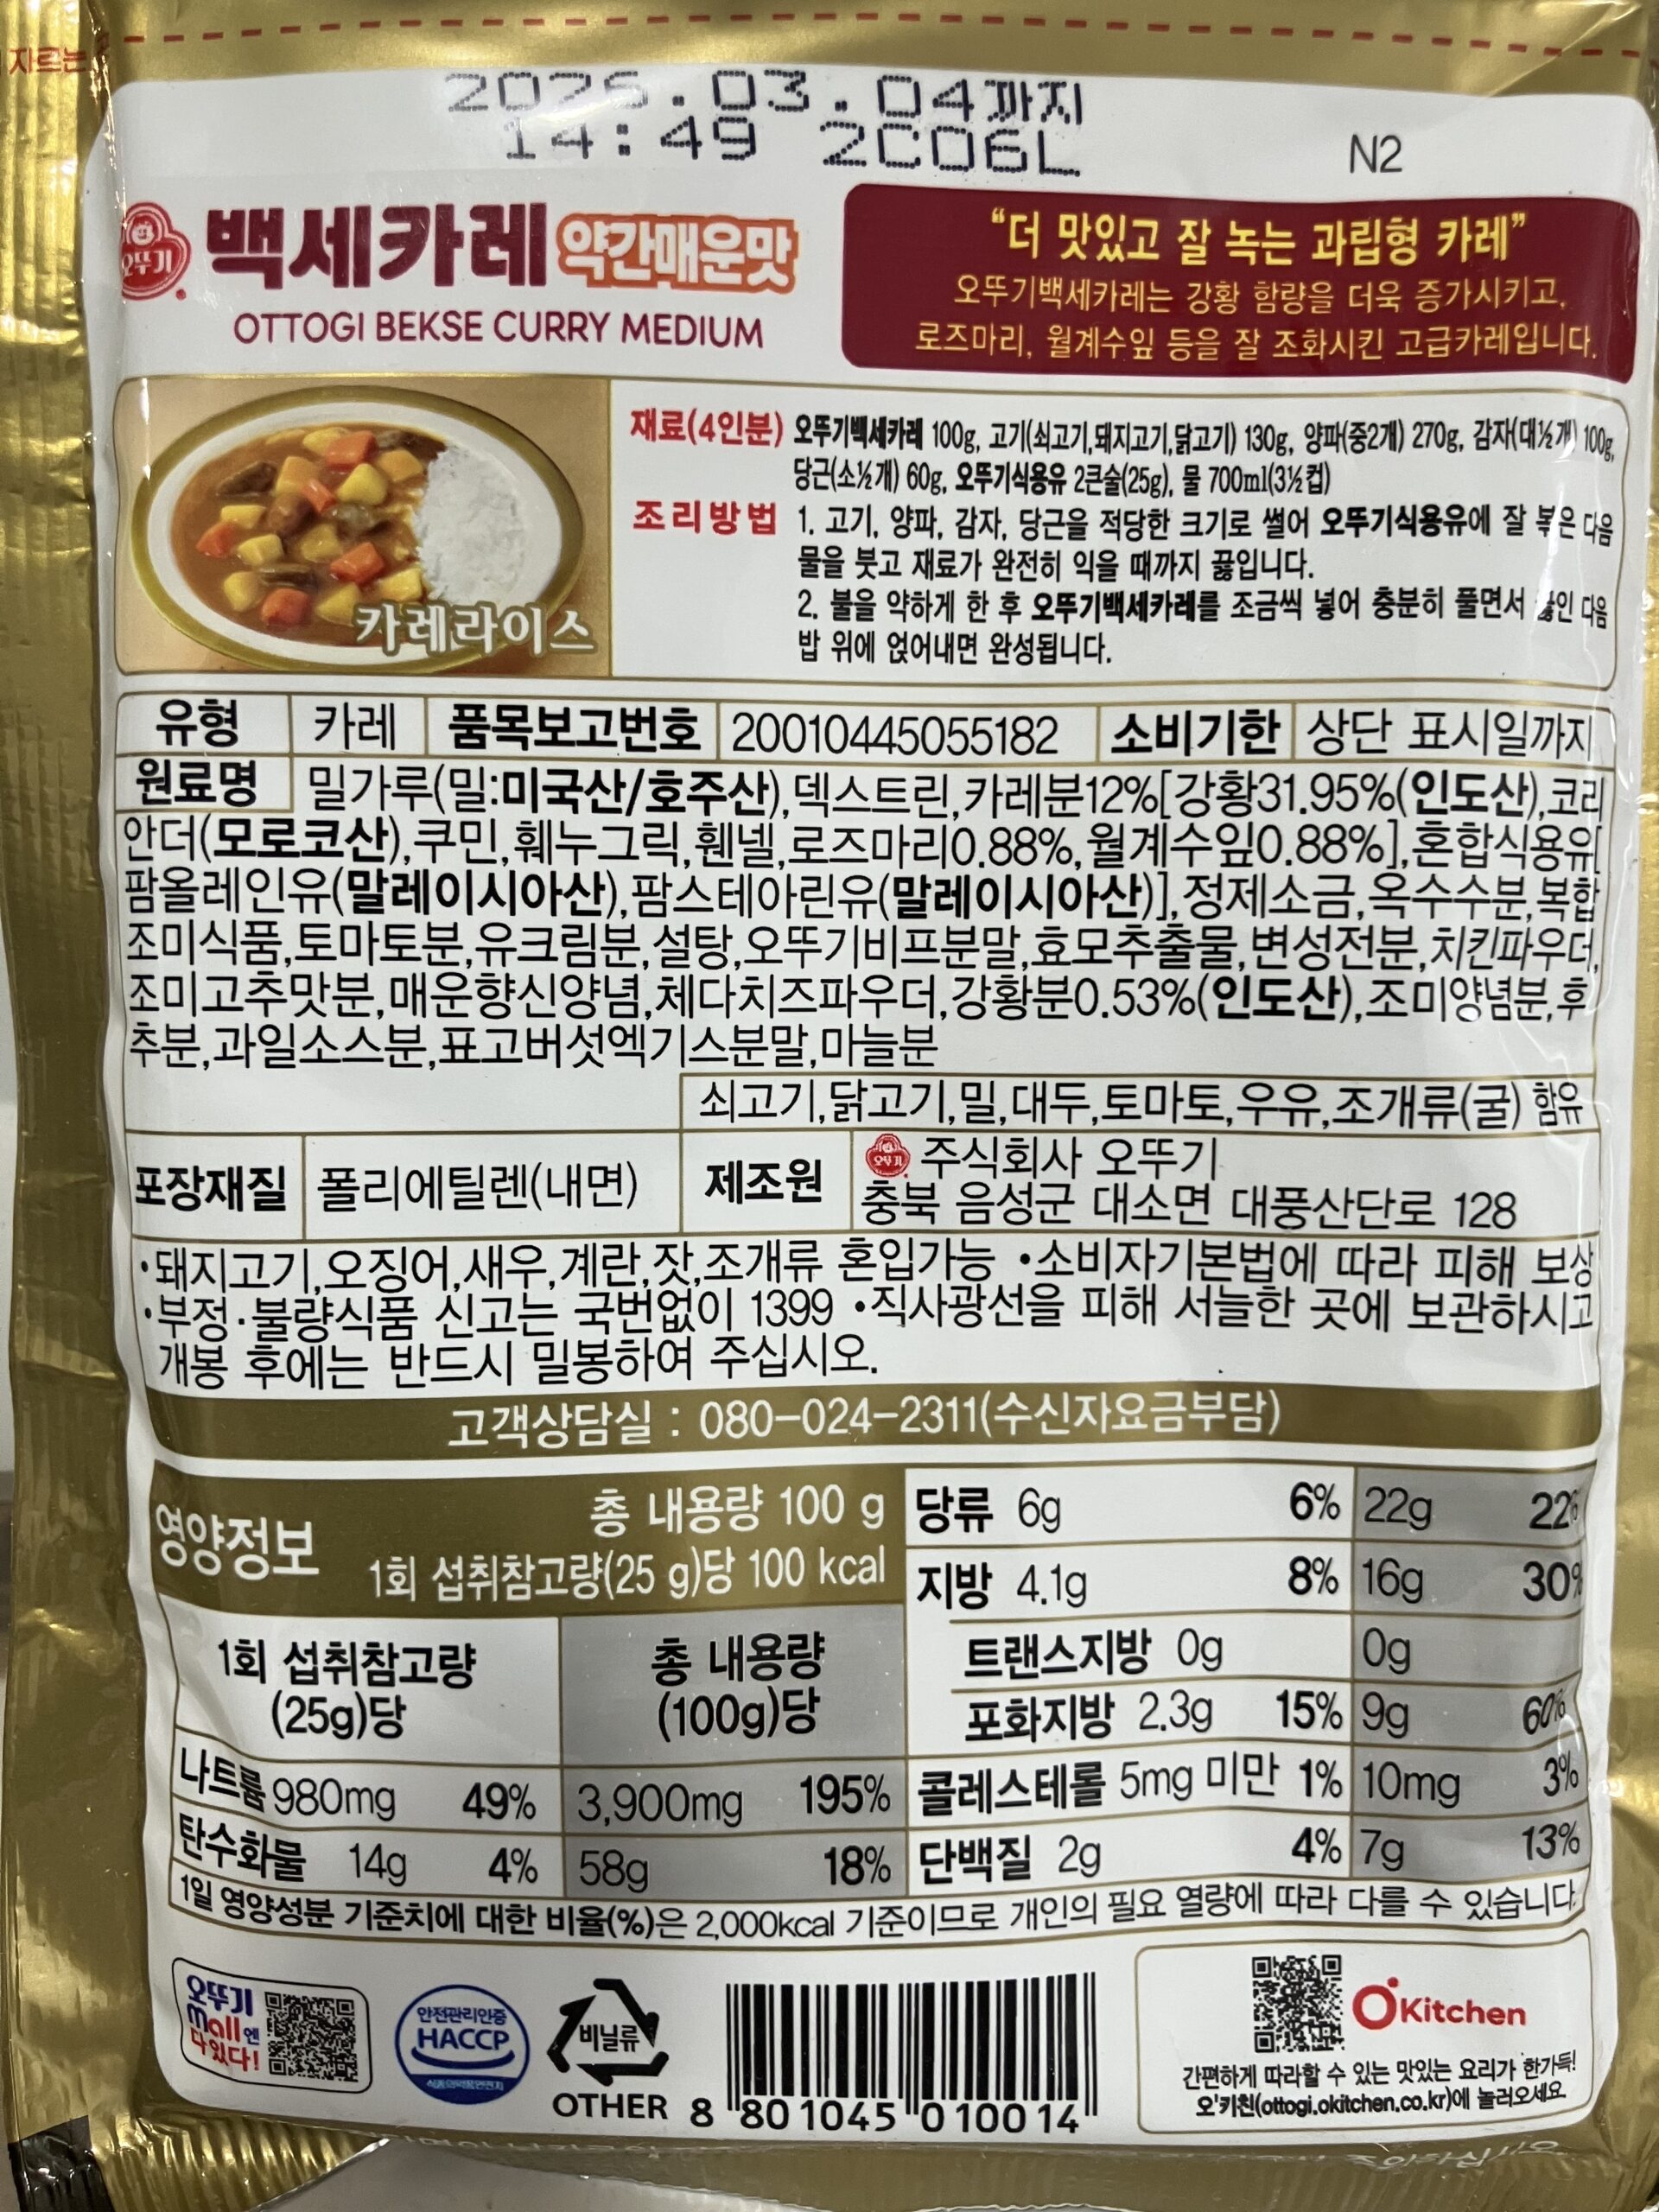 자르는
2026.03.04까지
14:49 2C06L
N2
오뚜기
백세카레 약간매운맛
OTTOGI BEKSE CURRY MEDIUM
“더 맛있고 잘 녹는 과립형 카레”
오뚜기백세카레는 강황 함량을 더욱 증가시키고,
로즈마리, 월계수잎 등을 잘 조화시킨 고급카레입니다.
카레라이스
재료(4인분) 오뚜기백세카레 100g, 고기(쇠고기,돼지고기,닭고기) 130g, 양파(중2개) 270g, 감자(대½개) 100g,
당근(소½개) 60g, 오뚜기식용유 2큰술(25g), 물 700ml(3½컵)
조리방법 1. 고기, 양파, 감자, 당근을 적당한 크기로 썰어 오뚜기식용유에 잘 볶은 다음
물을 붓고 재료가 완전히 익을 때까지 끓입니다.
2. 불을 약하게 한 후 오뚜기백세카레를 조금씩 넣어 충분히 풀면서 끓인 다음
밥 위에 얹어내면 완성됩니다.
유형 카레 품목보고번호 20010445055182 소비기한 상단 표시일까지
원료명 밀가루(밀:미국산/호주산),덱스트린,카레분12%[강황31.95%(인도산),코리
안더(모로코산),쿠민,훼누그릭,휀넬,로즈마리0.88%,월계수잎0.88%],혼합식용유[
팜올레인유(말레이시아산),팜스테아린유(말레이시아산)],정제소금,옥수수분,복합
조미식품,토마토분,유크림분,설탕,오뚜기비프분말,효모추출물,변성전분,치킨파우더,
조미고추맛분,매운향신양념,체다치즈파우더,강황분0.53%(인도산),조미양념분,후
추분,과일소스분,표고버섯엑기스분말,마늘분
쇠고기,닭고기,밀,대두,토마토,우유,조개류(굴) 함유
포장재질 폴리에틸렌(내면) 제조원 오뚜기 주식회사 오뚜기
충북 음성군 대소면 대풍산단로 128
•돼지고기,오징어,새우,계란,잣,조개류 혼입가능 •소비자기본법에 따라 피해 보상
•부정·불량식품 신고는 국번없이 1399 •직사광선을 피해 서늘한 곳에 보관하시고
개봉 후에는 반드시 밀봉하여 주십시오.
고객상담실 : 080-024-2311(수신자요금부담)
영양정보
총 내용량 100 g
1회 섭취참고량(25 g)당 100 kcal
1회 섭취참고량
(25g)당
총 내용량
(100g)당
나트륨 980mg 49% 3,900mg 195%
탄수화물 14g 4% 58g 18%
당류 6g 6% 22g 22%
지방 4.1g 8% 16g 30%
트랜스지방 0g 0g
포화지방 2.3g 15% 9g 60%
콜레스테롤 5mg 미만 1% 10mg 3%
단백질 2g 4% 7g 13%
1일 영양성분 기준치에 대한 비율(%)은 2,000kcal 기준이므로 개인의 필요 열량에 따라 다를 수 있습니다.
오뚜기
mall엔
다있다!
안전관리인증
HACCP
식품의약품안전처
비닐류
OTHER
8 801045 010014
OKitchen
간편하게 따라할 수 있는 맛있는 요리가 한가득!
오'키친(ottogi.okitchen.co.kr)에 놀러오세요.